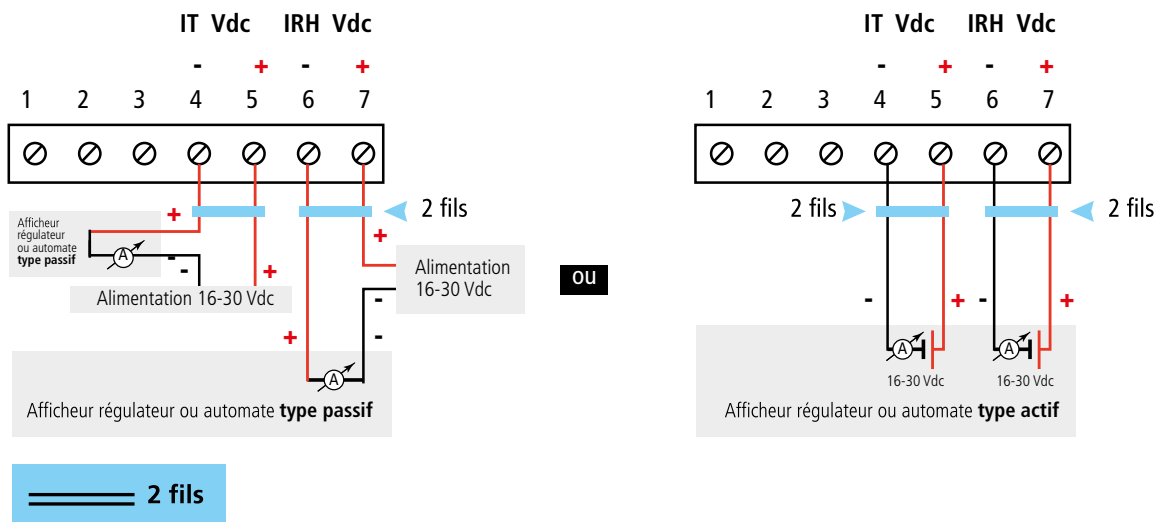 IT Vdc IRH Vdc
- + - +
1 2 3 4 5 6 7
2 fils
+
Afficheur
régulateur
ou automate
type passif
A
-
-
+
Alimentation 16-30 Vdc
+
Alimentation
16-30 Vdc
-
+
-
A
Afficheur régulateur ou automate type passif
2 fils
ou
IT Vdc IRH Vdc
- + - +
1 2 3 4 5 6 7
2 fils
2 fils
- + - +
A A
16-30 Vdc 16-30 Vdc
Afficheur régulateur ou automate type actif